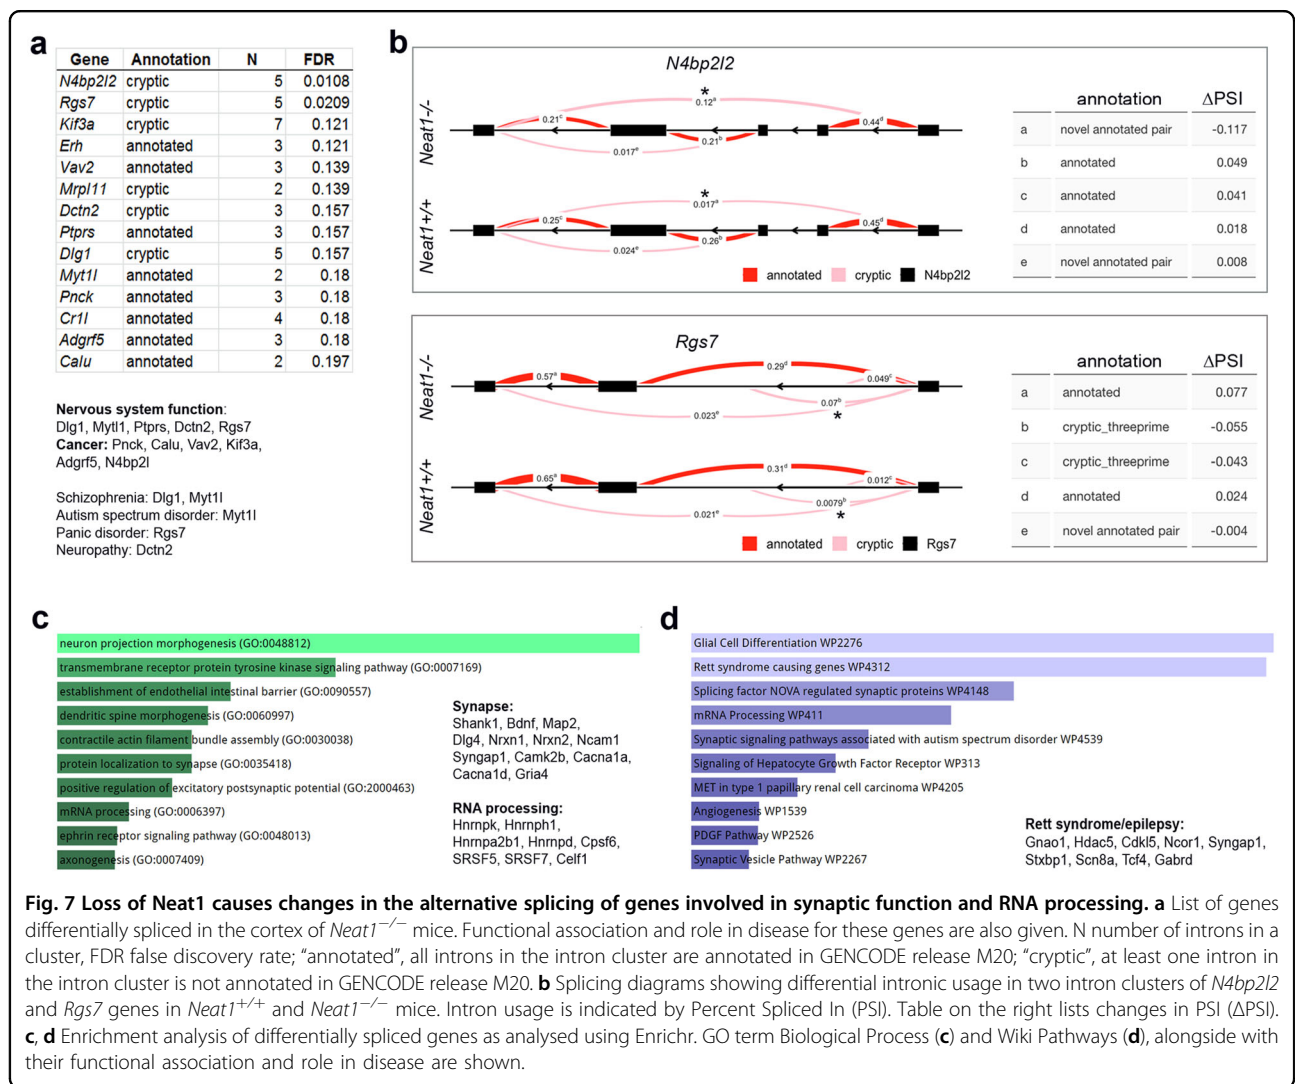 a
Gene Annotation N FDR
N4bp2l2 cryptic 5 0.0108
Rgs7 cryptic 5 0.0209
Kif3a cryptic 7 0.121
Erh annotated 3 0.121
Vav2 annotated 3 0.139
Mrpl11 cryptic 2 0.139
Dctn2 cryptic 3 0.157
Ptprs annotated 3 0.157
Dlg1 cryptic 5 0.157
Myt1l annotated 2 0.18
Pnck annotated 3 0.18
Cr1l annotated 4 0.18
Adgrf5 annotated 3 0.18
Calu annotated 2 0.197
Nervous system function:
Dlg1, Mytl1, Ptprs, Dctn2, Rgs7
Cancer: Pnck, Calu, Vav2, Kif3a,
Adgrf5, N4bp2l
Schizophrenia: Dlg1, Myt1l
Autism spectrum disorder: Myt1l
Panic disorder: Rgs7
Neuropathy: Dctn2
b
N4bp2l2
Neat1-/-
*
0.12a
0.21c
0.44d
0.21b
0.017e
Neat1+/+
*
0.017a
0.25c
0.45d
0.26b
0.024e
annotated cryptic N4bp2l2
annotation ΔPSI
a novel annotated pair -0.117
b annotated 0.049
c annotated 0.041
d annotated 0.018
e novel annotated pair 0.008
Rgs7
Neat1-/-
0.29d
0.57a
0.049c
0.07b
0.023e
*
Neat1+/+
0.31d
0.65a
0.012c
0.0079b
0.021e
*
annotated cryptic Rgs7
annotation ΔPSI
a annotated 0.077
b cryptic_threeprime -0.055
c cryptic_threeprime -0.043
d annotated 0.024
e novel annotated pair -0.004
c
neuron projection morphogenesis (GO:0048812)
transmembrane receptor protein tyrosine kinase signaling pathway (GO:0007169)
establishment of endothelial intestinal barrier (GO:0090557)
dendritic spine morphogenesis (GO:0060997)
contractile actin filament bundle assembly (GO:0030038)
protein localization to synapse (GO:0035418)
positive regulation of excitatory postsynaptic potential (GO:2000463)
mRNA processing (GO:0006397)
ephrin receptor signaling pathway (GO:0048013)
axonogenesis (GO:0007409)
Synapse:
Shank1, Bdnf, Map2,
Dlg4, Nrxn1, Nrxn2, Ncam1
Syngap1, Camk2b, Cacna1a,
Cacna1d, Gria4
RNA processing:
Hnrnpk, Hnrnph1,
Hnrnpa2b1, Hnrnpd, Cpsf6,
SRSF5, SRSF7, Celf1
d
Glial Cell Differentiation WP2276
Rett syndrome causing genes WP4312
Splicing factor NOVA regulated synaptic proteins WP4148
mRNA Processing WP411
Synaptic signaling pathways associated with autism spectrum disorder WP4539
Signaling of Hepatocyte Growth Factor Receptor WP313
MET in type 1 papillary renal cell carcinoma WP4205
Angiogenesis WP1539
PDGF Pathway WP2526
Synaptic Vesicle Pathway WP2267
Rett syndrome/epilepsy:
Gnao1, Hdac5, Cdkl5, Ncor1, Syngap1,
Stxbp1, Scn8a, Tcf4, Gabrd
Fig. 7 Loss of Neat1 causes changes in the alternative splicing of genes involved in synaptic function and RNA processing. a List of genes
differentially spliced in the cortex of Neat1−/− mice. Functional association and role in disease for these genes are also given. N number of introns in a
cluster, FDR false discovery rate; “annotated”, all introns in the intron cluster are annotated in GENCODE release M20; “cryptic”, at least one intron in
the intron cluster is not annotated in GENCODE release M20. b Splicing diagrams showing differential intronic usage in two intron clusters of N4bp2l2
and Rgs7 genes in Neat1+/+ and Neat1−/− mice. Intron usage is indicated by Percent Spliced In (PSI). Table on the right lists changes in PSI (ΔPSI).
c, d Enrichment analysis of differentially spliced genes as analysed using Enrichr. GO term Biological Process (c) and Wiki Pathways (d), alongside with
their functional association and role in disease are shown.